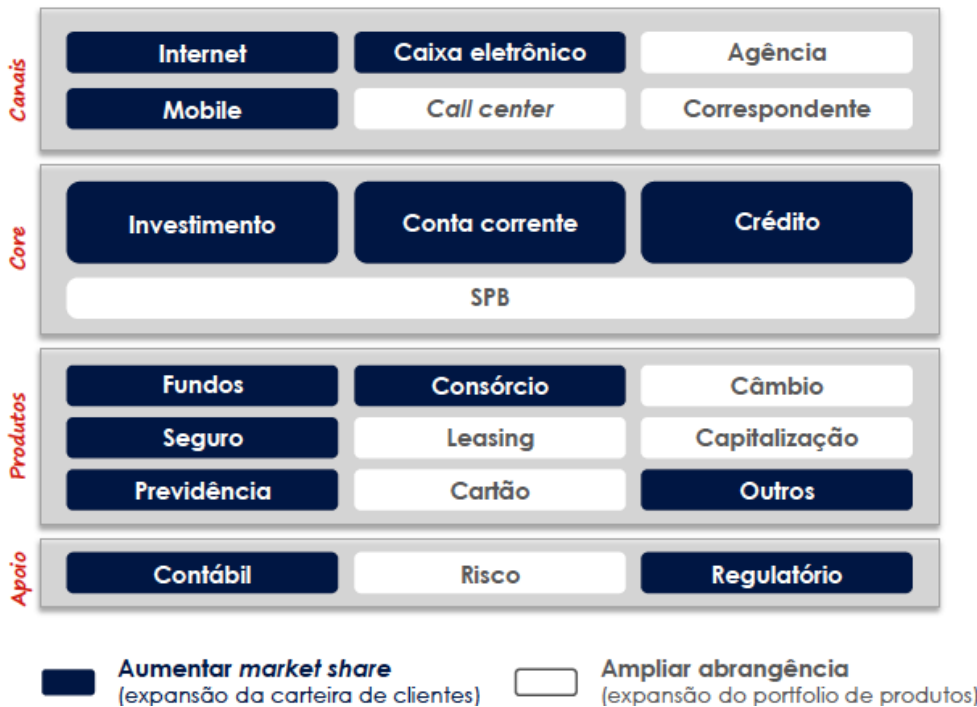 Canais
Internet
Caixa eletrônico
Agência
Mobile
Call center
Correspondente
Core
Investimento
Conta corrente
Crédito
SPB
Produtos
Fundos
Consórcio
Câmbio
Seguro
Leasing
Capitalização
Previdência
Cartão
Outros
Apoio
Contábil
Risco
Regulatório
Aumentar market share
(expansão da carteira de clientes)
Ampliar abrangência
(expansão do portfolio de produtos)